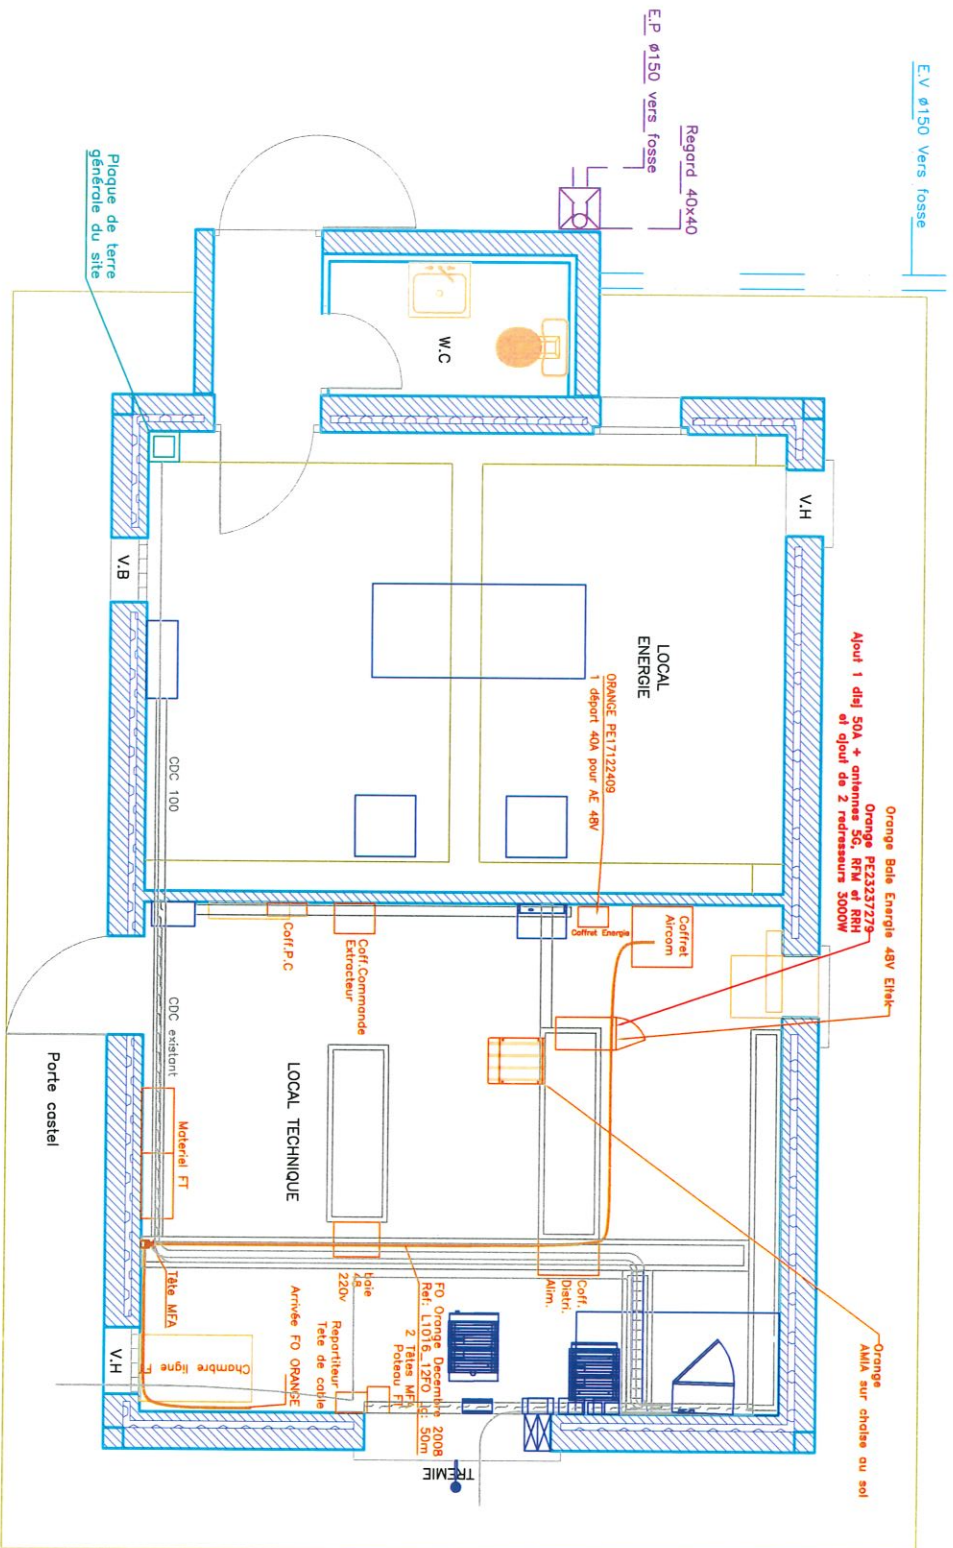 E.V ø150 Vers fosse
E.P ø150 vers fosse
Regard 40x40
Plaque de terre
générale du site
W.C
V.H
V.B
LOCAL
ENERGIE
ORANGE PE17122409
1 départ 40A pour AE 48V
Orange Baie Energie 48V Eltek
Orange PE23237279
Ajout 1 disj 50A + antennes 5G, RFM et RRH
et ajout de 2 redresseurs 3000W
CDC 100
CDC existant
Coffret
Aircom
Coffret Energie
Coff.P.C
Coff.Commande
Extracteur
LOCAL TECHNIQUE
Porte castel
Materiel FT
Tête MFA
baie
48
220v
Coff.
Distri.
Alim.
FO Orange Decembre 2008
Ref: L1016_12FO 50m
2 Têtes MFA
Poteau FT
Repartiteur
Tete de cable
Arrivée FO ORANGE
Chambre ligne FT
V.H
TREMIE
Orange
AMIA sur chaise au sol